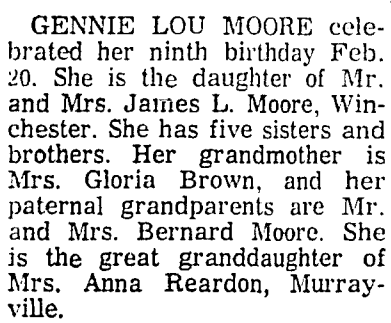 GENNIE LOU MOORE cele-
brated her ninth birthday Feb.
20. She is the daughter of Mr.
and Mrs. James L. Moore, Win-
chester. She has five sisters and
brothers. Her grandmother is
Mrs. Gloria Brown, and her
paternal grandparents are Mr.
and Mrs. Bernard Moore. She
is the great granddaughter of
Mrs. Anna Reardon, Murray-
ville.